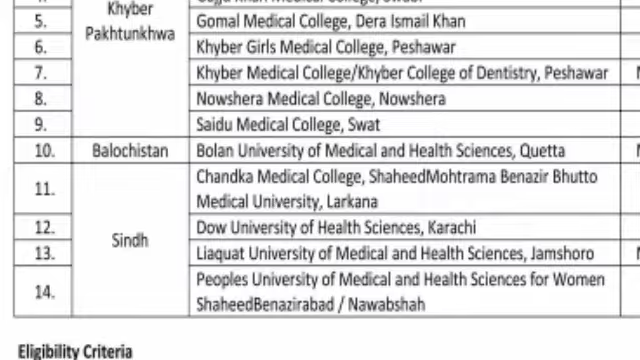 Khyber
Pakhtunkhwa
5. Gomal Medical College, Dera Ismail Khan
6. Khyber Girls Medical College, Peshawar
7. Khyber Medical College/Khyber College of Dentistry, Peshawar
8. Nowshera Medical College, Nowshera
9. Saidu Medical College, Swat
10. Balochistan Bolan University of Medical and Health Sciences, Quetta
11. Chandka Medical College, ShaheedMohtrama Benazir Bhutto
Medical University, Larkana
12. Dow University of Health Sciences, Karachi
Sindh
13. Liaquat University of Medical and Health Sciences, Jamshoro
14. Peoples University of Medical and Health Sciences for Women
ShaheedBenazirabad / Nawabshah
Eligibility Criteria